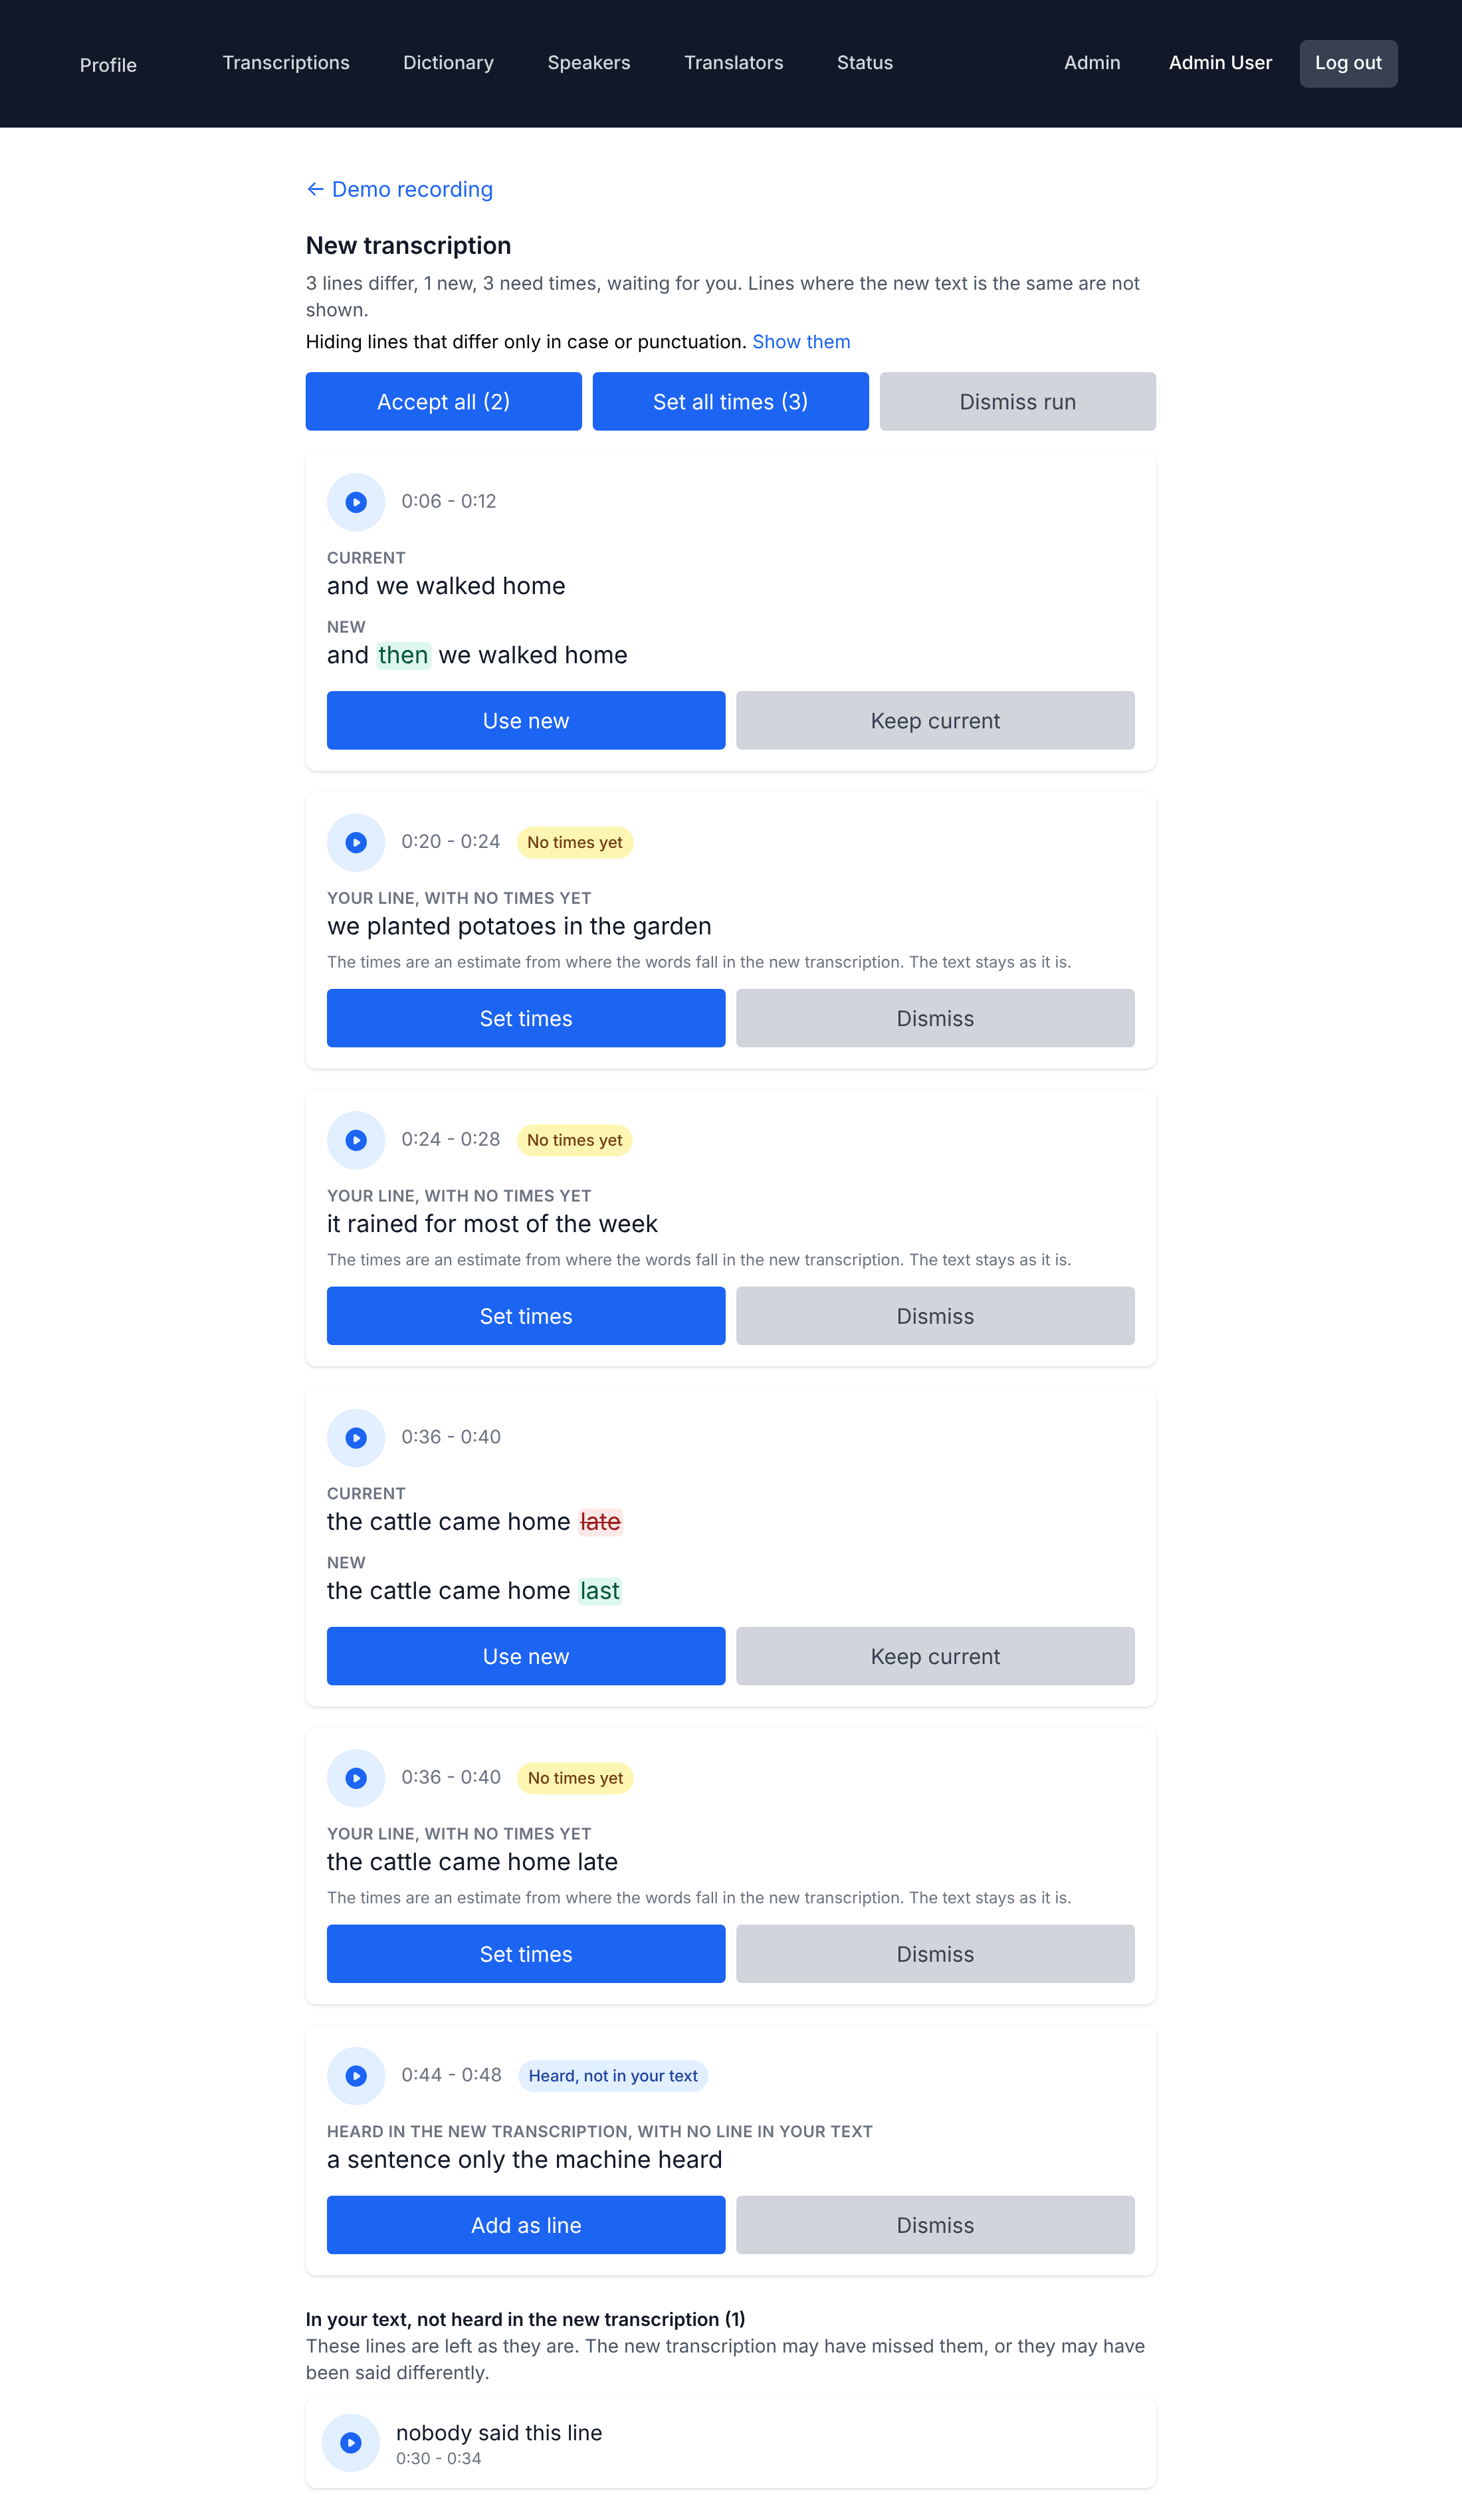 Profile Transcriptions Dictionary Speakers Translators Status Admin Admin User Log out
← Demo recording
New transcription
3 lines differ, 1 new, 3 need times, waiting for you. Lines where the new text is the same are not
shown.
Hiding lines that differ only in case or punctuation. Show them
Accept all (2) Set all times (3) Dismiss run
0:06 - 0:12
CURRENT
and we walked home
NEW
and then we walked home
Use new Keep current
0:20 - 0:24 No times yet
YOUR LINE, WITH NO TIMES YET
we planted potatoes in the garden
The times are an estimate from where the words fall in the new transcription. The text stays as it is.
Set times Dismiss
0:24 - 0:28 No times yet
YOUR LINE, WITH NO TIMES YET
it rained for most of the week
The times are an estimate from where the words fall in the new transcription. The text stays as it is.
Set times Dismiss
0:36 - 0:40
CURRENT
the cattle came home late
NEW
the cattle came home last
Use new Keep current
0:36 - 0:40 No times yet
YOUR LINE, WITH NO TIMES YET
the cattle came home late
The times are an estimate from where the words fall in the new transcription. The text stays as it is.
Set times Dismiss
0:44 - 0:48 Heard, not in your text
HEARD IN THE NEW TRANSCRIPTION, WITH NO LINE IN YOUR TEXT
a sentence only the machine heard
Add as line Dismiss
In your text, not heard in the new transcription (1)
These lines are left as they are. The new transcription may have missed them, or they may have
been said differently.
nobody said this line
0:30 - 0:34